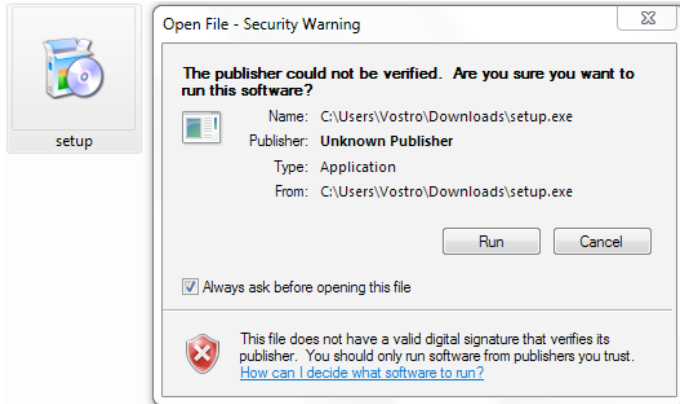 setup
Open File - Security Warning
The publisher could not be verified.  Are you sure you want to
run this software?
Name: C:\Users\Vostro\Downloads\setup.exe
Publisher: Unknown Publisher
Type: Application
From: C:\Users\Vostro\Downloads\setup.exe
Run Cancel
Always ask before opening this file
This file does not have a valid digital signature that verifies its
publisher.  You should only run software from publishers you trust.
How can I decide what software to run?